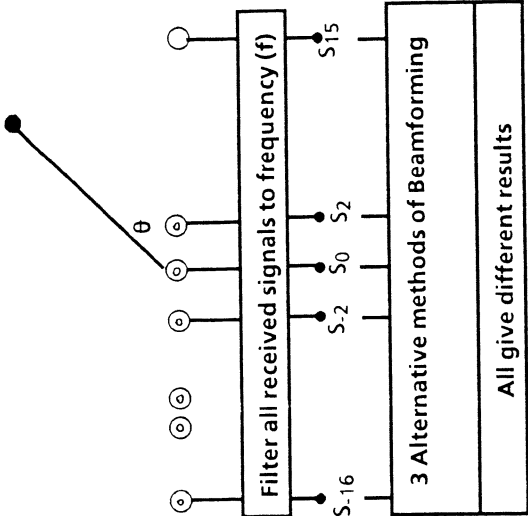 θ
Filter all received signals to frequency (f)
S-16
S-2
S0
S2
S15
3 Alternative methods of Beamforming
All give different results